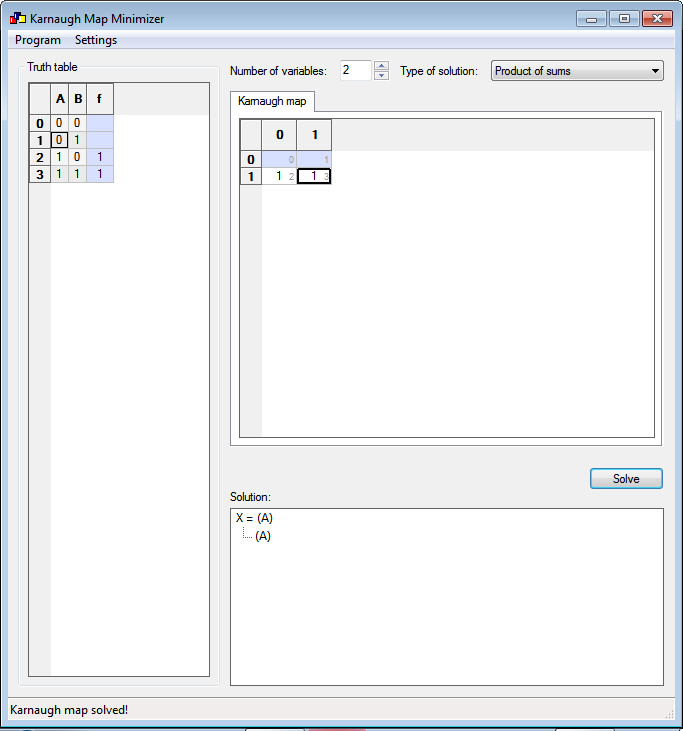 Karnaugh Map Minimizer
Program Settings
Truth table
A B f
0 0 0
1 0 1
2 1 0 1
3 1 1 1
Number of variables: 2 Type of solution: Product of sums
Karnaugh map
0 1
0 0 1
1 1 2 1 3
Solve
Solution:
X = (A)
(A)
Karnaugh map solved!